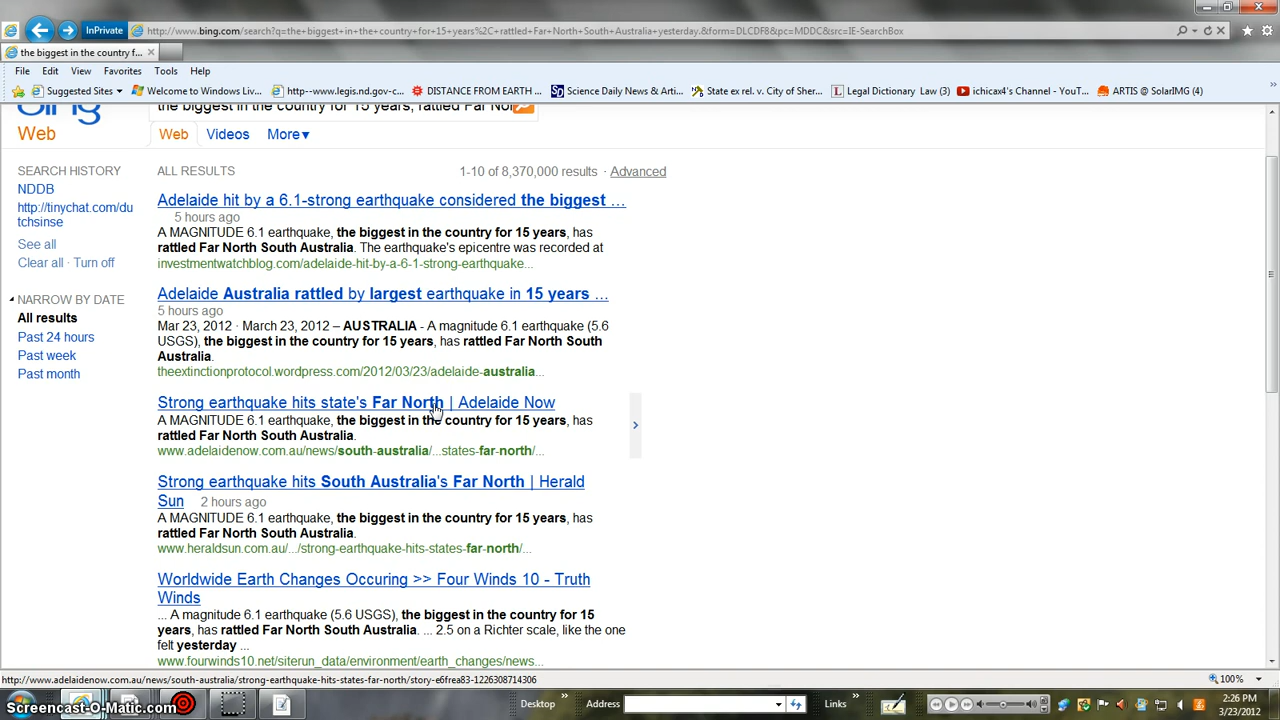 InPrivate
http://www.bing.com/search?q=the+biggest+in+the+country+for+15+years%2C+rattled+Far+North+South+Australia+yesterday.&form=DLCDF8&pc=MDDC&src=IE-SearchBox
the biggest in the country f...
File Edit View Favorites Tools Help
Suggested Sites Welcome to Windows Liv... http--www.legis.nd.gov-c... DISTANCE FROM EARTH ... Science Daily News & Arti... State ex rel. v. City of Sher... Legal Dictionary Law (3) ichicax4's Channel - YouT... ARTIS @ SolarIMG (4)
bing
the biggest in the country for 15 years, rattled Far Nor
Web
Web Videos More▼
SEARCH HISTORY
NDDB
http://tinychat.com/du
tchsinse
See all
Clear all · Turn off
NARROW BY DATE
All results
Past 24 hours
Past week
Past month
ALL RESULTS
1-10 of 8,370,000 results · Advanced
Adelaide hit by a 6.1-strong earthquake considered the biggest ...
5 hours ago
A MAGNITUDE 6.1 earthquake, the biggest in the country for 15 years, has
rattled Far North South Australia. The earthquake's epicentre was recorded at
investmentwatchblog.com/adelaide-hit-by-a-6-1-strong-earthquake...
Adelaide Australia rattled by largest earthquake in 15 years ...
5 hours ago
Mar 23, 2012 · March 23, 2012 – AUSTRALIA - A magnitude 6.1 earthquake (5.6
USGS), the biggest in the country for 15 years, has rattled Far North South
Australia.
theextinctionprotocol.wordpress.com/2012/03/23/adelaide-australia...
Strong earthquake hits state's Far North | Adelaide Now
A MAGNITUDE 6.1 earthquake, the biggest in the country for 15 years, has
rattled Far North South Australia.
www.adelaidenow.com.au/news/south-australia/...states-far-north/...
Strong earthquake hits South Australia's Far North | Herald
Sun 2 hours ago
A MAGNITUDE 6.1 earthquake, the biggest in the country for 15 years, has
rattled Far North South Australia.
www.heraldsun.com.au/.../strong-earthquake-hits-states-far-north/...
Worldwide Earth Changes Occuring >> Four Winds 10 - Truth
Winds
... A magnitude 6.1 earthquake (5.6 USGS), the biggest in the country for 15
years, has rattled Far North South Australia. ... 2.5 on a Richter scale, like the one
felt yesterday ...
www.fourwinds10.net/siterun_data/environment/earth_changes/news...
http://www.adelaidenow.com.au/news/south-australia/strong-earthquake-hits-states-far-north/story-e6frea83-1226308714306
100%
Desktop » Address Links »
2:26 PM
3/23/2012
Screencast-O-Matic.com